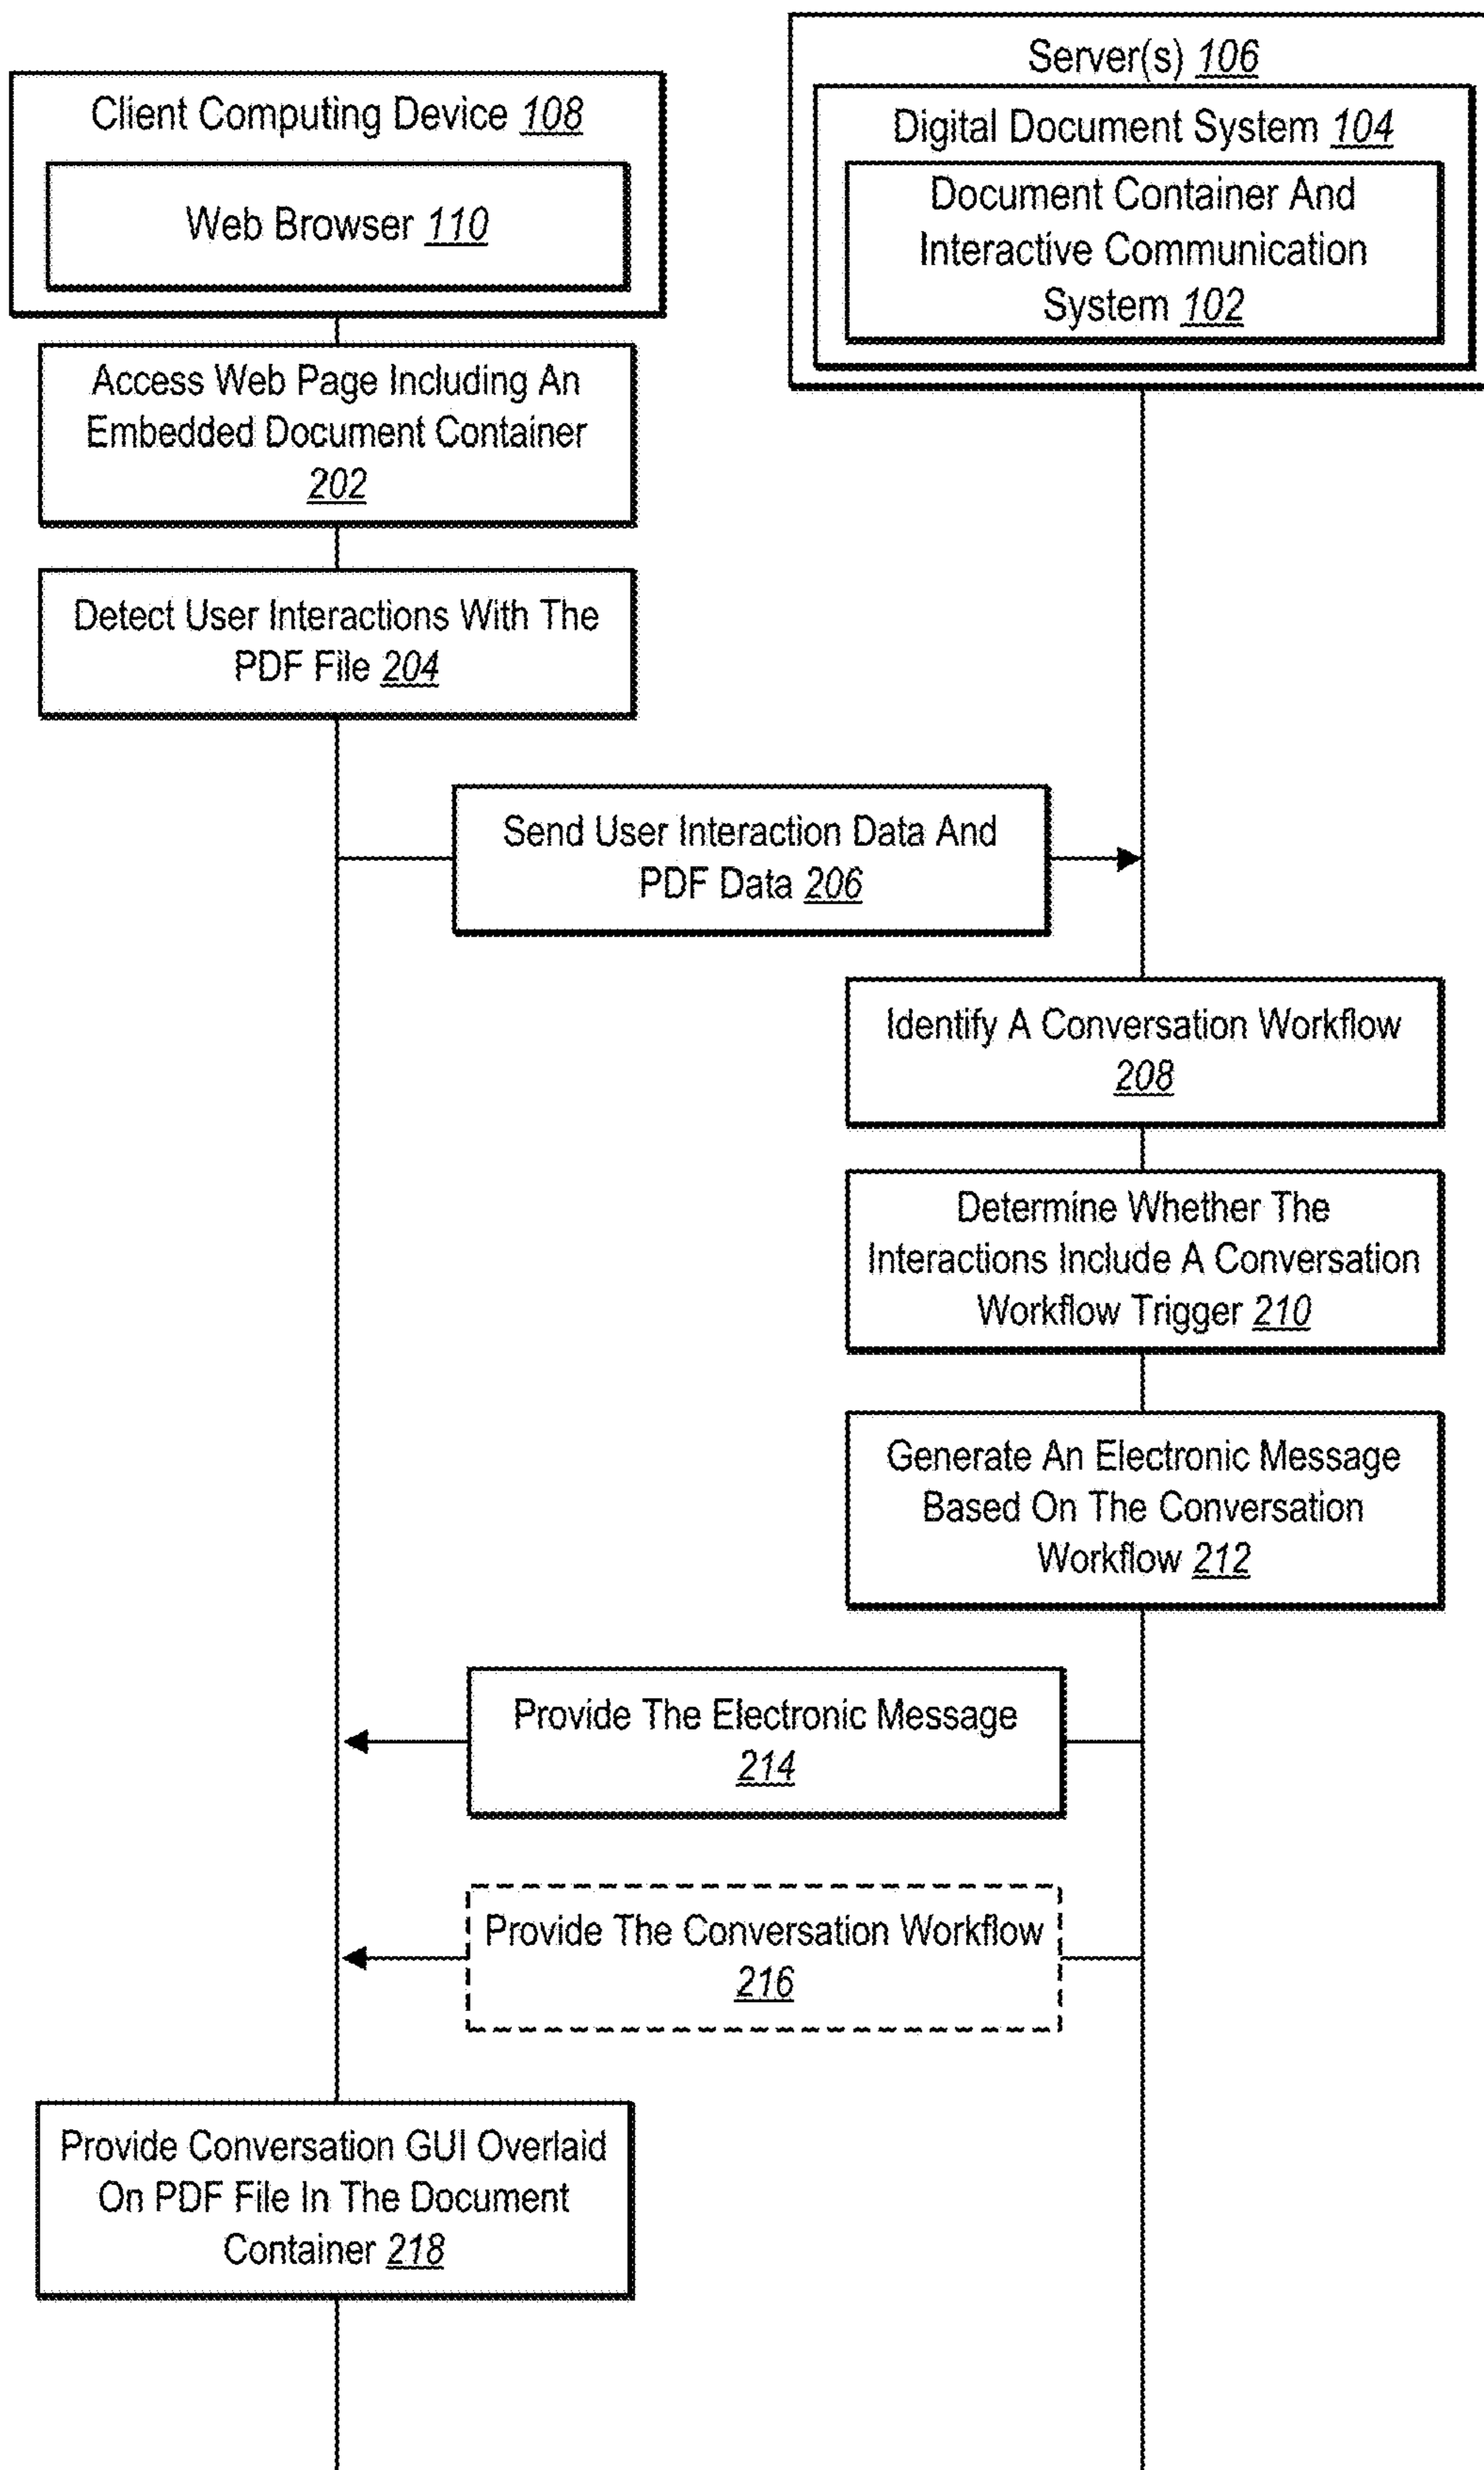 Client Computing Device 108
Web Browser 110
Server(s) 106
Digital Document System 104
Document Container And
Interactive Communication
System 102
Access Web Page Including An
Embedded Document Container
202
Detect User Interactions With The
PDF File 204
Send User Interaction Data And
PDF Data 206
Identify A Conversation Workflow
208
Determine Whether The
Interactions Include A Conversation
Workflow Trigger 210
Generate An Electronic Message
Based On The Conversation
Workflow 212
Provide The Electronic Message
214
Provide The Conversation Workflow
216
Provide Conversation GUI Overlaid
On PDF File In The Document
Container 218